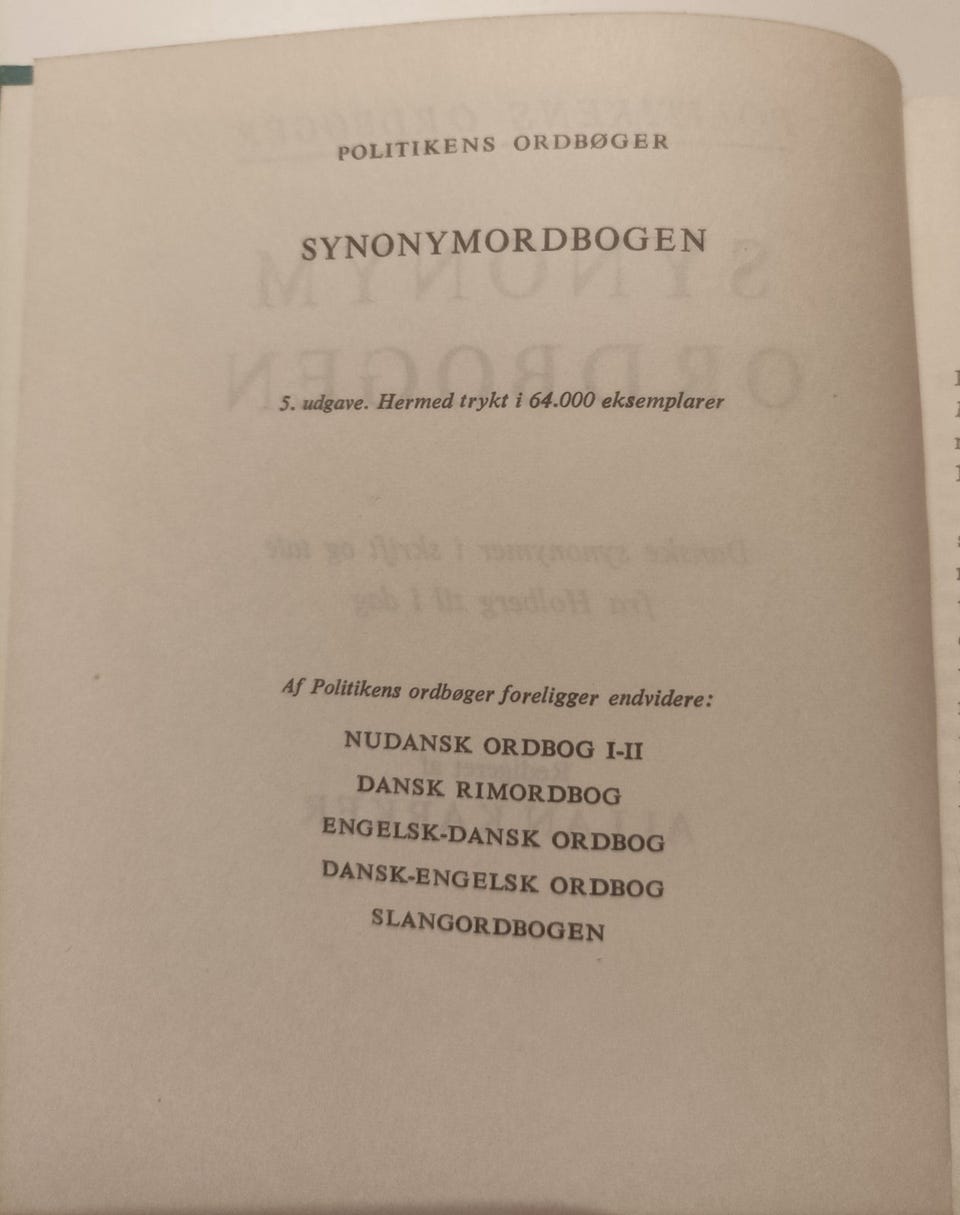 POLITIKENS ORDBØGER
SYNONYMORDBOGEN
5. udgave. Hermed trykt i 64.000 eksemplarer
Af Politikens ordbøger foreligger endvidere:
NUDANSK ORDBOG I-II
DANSK RIMORDBOG
ENGELSK-DANSK ORDBOG
DANSK-ENGELSK ORDBOG
SLANGORDBOGEN